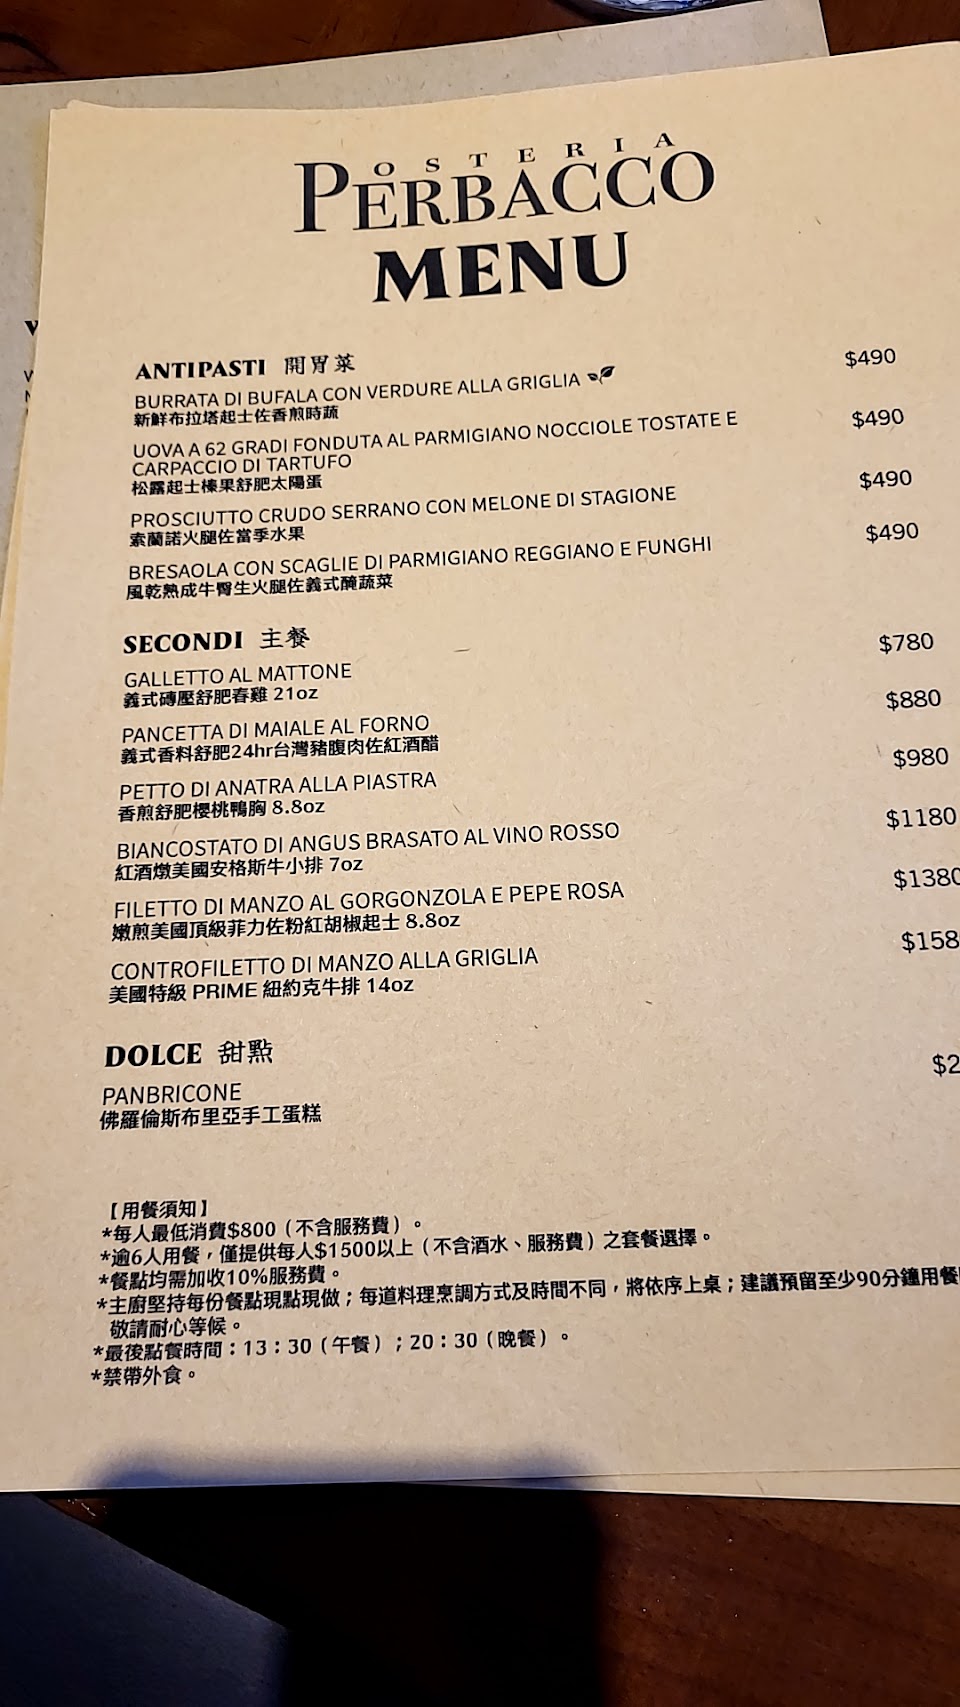 OSTERIA
PERBACCO
MENU
ANTIPASTI 開胃菜
BURRATA DI BUFALA CON VERDURE ALLA GRIGLIA $490
新鮮布拉塔起士佐香煎時蔬
UOVA A 62 GRADI FONDUTA AL PARMIGIANO NOCCIOLE TOSTATE E $490
CARPACCIO DI TARTUFO
松露起士榛果舒肥太陽蛋
PROSCIUTTO CRUDO SERRANO CON MELONE DI STAGIONE $490
索蘭諾火腿佐當季水果
BRESAOLA CON SCAGLIE DI PARMIGIANO REGGIANO E FUNGHI $490
風乾熟成牛臀生火腿佐義式醃蔬菜
SECONDI 主餐
GALLETTO AL MATTONE $780
義式磚壓舒肥春雞 21oz
PANCETTA DI MAIALE AL FORNO $880
義式香料舒肥24hr台灣豬腹肉佐紅酒醋
PETTO DI ANATRA ALLA PIASTRA $980
香煎舒肥櫻桃鴨胸 8.8oz
BIANCOSTATO DI ANGUS BRASATO AL VINO ROSSO $1180
紅酒燉美國安格斯牛小排 7oz
FILETTO DI MANZO AL GORGONZOLA E PEPE ROSA $1380
嫩煎美國頂級菲力佐粉紅胡椒起士 8.8oz
CONTROFILETTO DI MANZO ALLA GRIGLIA $158
美國特級 PRIME 紐約克牛排 14oz
DOLCE 甜點
PANBRICONE $2
佛羅倫斯布里亞手工蛋糕
【用餐須知】
*每人最低消費$800（不含服務費）。
*逾6人用餐，僅提供每人$1500以上（不含酒水、服務費）之套餐選擇。
*餐點均需加收10%服務費。
*主廚堅持每份餐點現點現做；每道料理烹調方式及時間不同，將依序上桌；建議預留至少90分鐘用餐
敬請耐心等候。
*最後點餐時間：13：30（午餐）；20：30（晚餐）。
*禁帶外食。